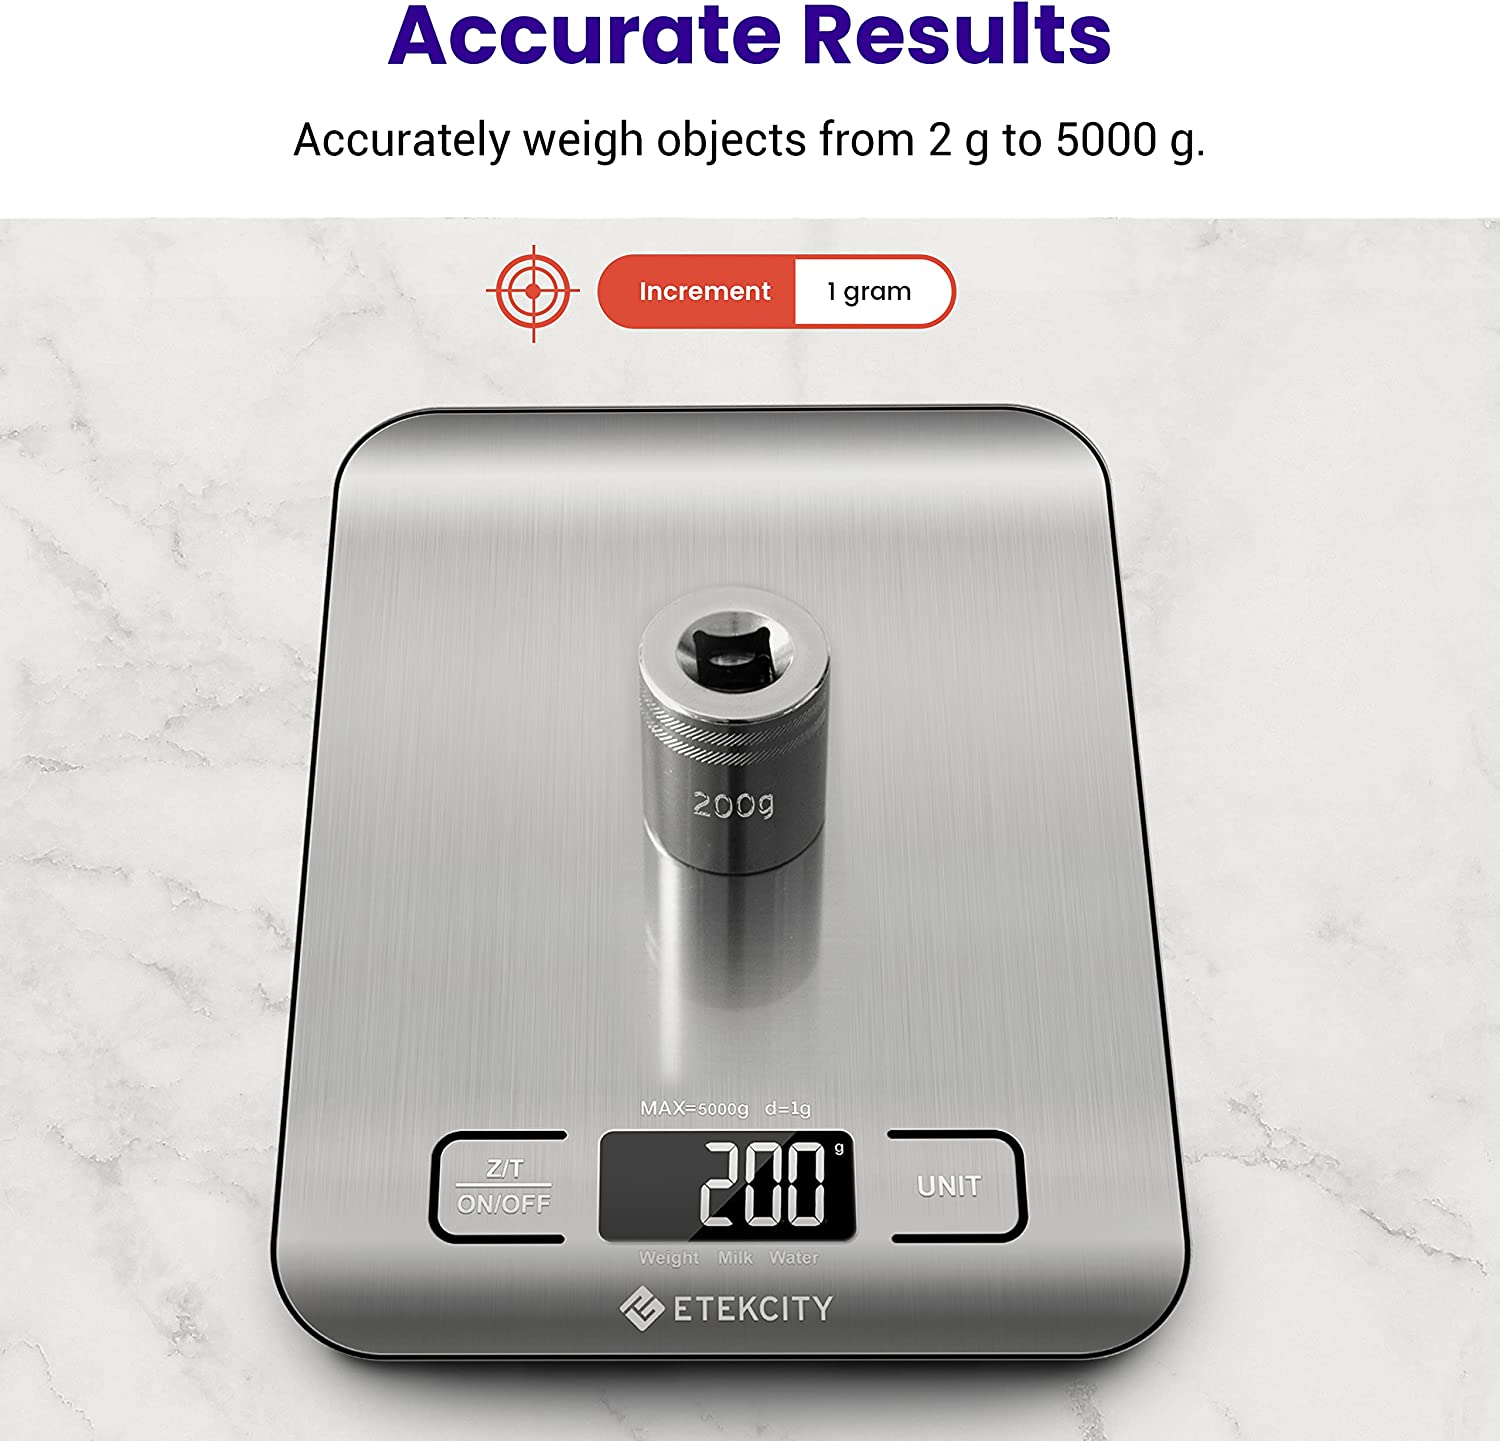 Accurate Results
Accurately weigh objects from 2 g to 5000 g.
Increment 1 gram
200g
MAX=5000g d=1g
Z/T
ON/OFF
200 g
UNIT
Weight Milk Water
ETEKCITY